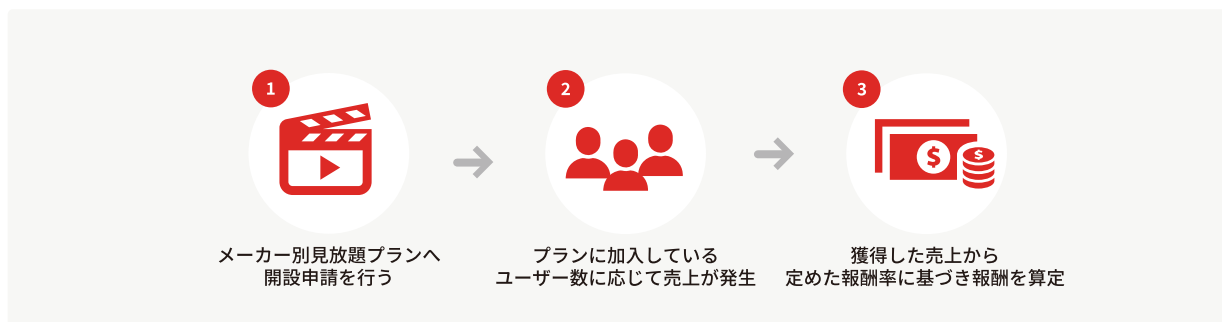 1
メーカー別見放題プランへ
開設申請を行う
2
プランに加入している
ユーザー数に応じて売上が発生
3
$
$
獲得した売上から
定めた報酬率に基づき報酬を算定